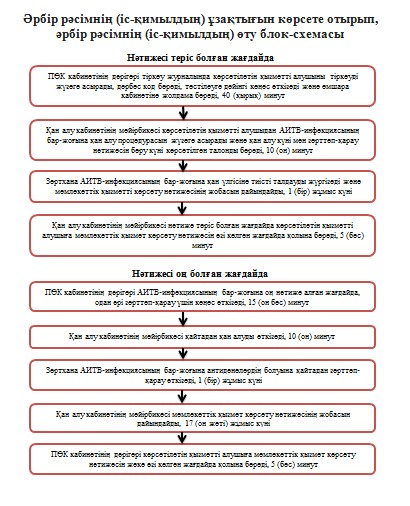 Әрбір рәсімнің (іс-қимылдың) ұзақтығын көрсете отырып,
әрбір рәсімнің (іс-қимылдың) өту блок-схемасы
Нәтижесі теріс болған жағдайда
ПӨК кабинетінің дәрігері тіркеу журналында көрсетілетін қызметті алушыны тіркеуді
жүзеге асырады, дербес код береді, тестілеуге дейінгі кеңес өткізеді және емшара
кабинетіне жолдама береді, 40 (қырық) минут
Қан алу кабинетінің мейірбикесі көрсетілетін қызметті алушыдан АИТВ-инфекциясының
бар-жоғына қан алу процедурасын жүзеге асырады және қан алу күні мен зерттеп-қарау
нәтижесін беру күні көрсетілген талонды береді, 10 (он) минут
Зертхана АИТВ-инфекциясының бар-жоғына қан үлгісіне тиісті талдауды жүргізеді және
мемлекеттік қызметті көрсету нәтижесінің жобасын дайындайды, 1 (бір) жұмыс күні
Қан алу кабинетінің мейірбикесі нәтиже теріс болған жағдайда көрсетілетін қызметті
алушыға мемлекеттік қызмет көрсету нәтижесін өзі келген жағдайда қолына береді, 5 (бес)
минут
Нәтижесі оң болған жағдайда
ПӨК кабинетінің дәрігері АИТВ-инфекциясының бар-жоғына оң нәтиже алған жағдайда,
одан әрі зерттеп-қарау үшін кеңес өткізеді, 15 (он бес) минут
Қан алу кабинетінің мейірбикесі қайтадан қан алуды өткізеді, 10 (он) минут
Зертхана АИТВ-инфекциясының бар-жоғына антиденелердің болуына қайтадан зерттеп-
қарау өткізеді, 1 (бір) жұмыс күні
Қан алу кабинетінің мейірбикесі мемлекеттік қызмет көрсету нәтижесінің жобасын
дайындайды, 17 (он жеті) жұмыс күні
ПӨК кабинетінің дәрігері көрсетілетін қызметті алушыға мемлекеттік қызмет көрсету
нәтижесін жеке өзі келген жағдайда қолына береді, 5 (бес) минут